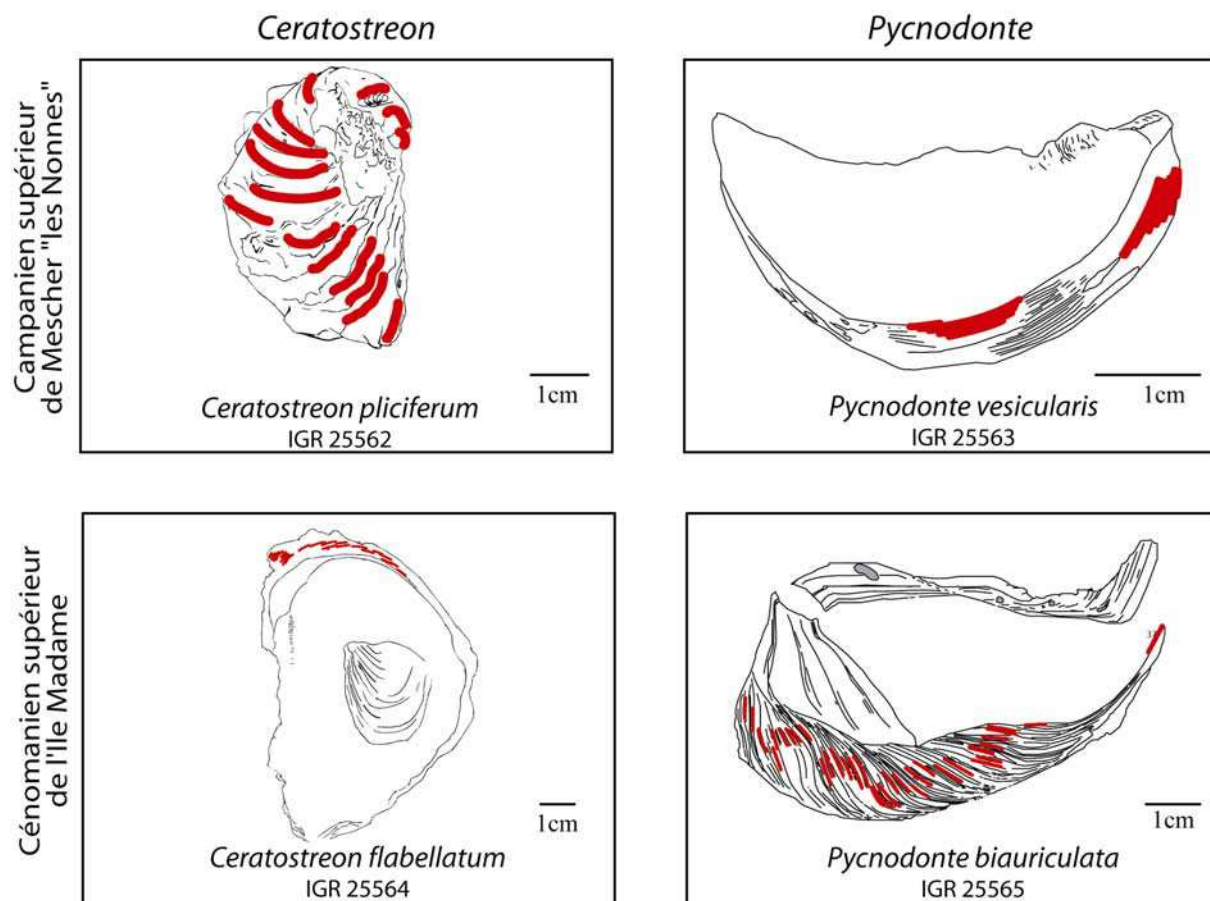 Ceratostreon
Pycnodonte
Campanien supérieur
de Mescher "les Nonnes"
1cm
Ceratostreon pliciferum
IGR 25562
1cm
Pycnodonte vesicularis
IGR 25563
Cénomanien supérieur
de l'Ile Madame
1cm
Ceratostreon flabellatum
IGR 25564
1cm
Pycnodonte biauriculata
IGR 25565